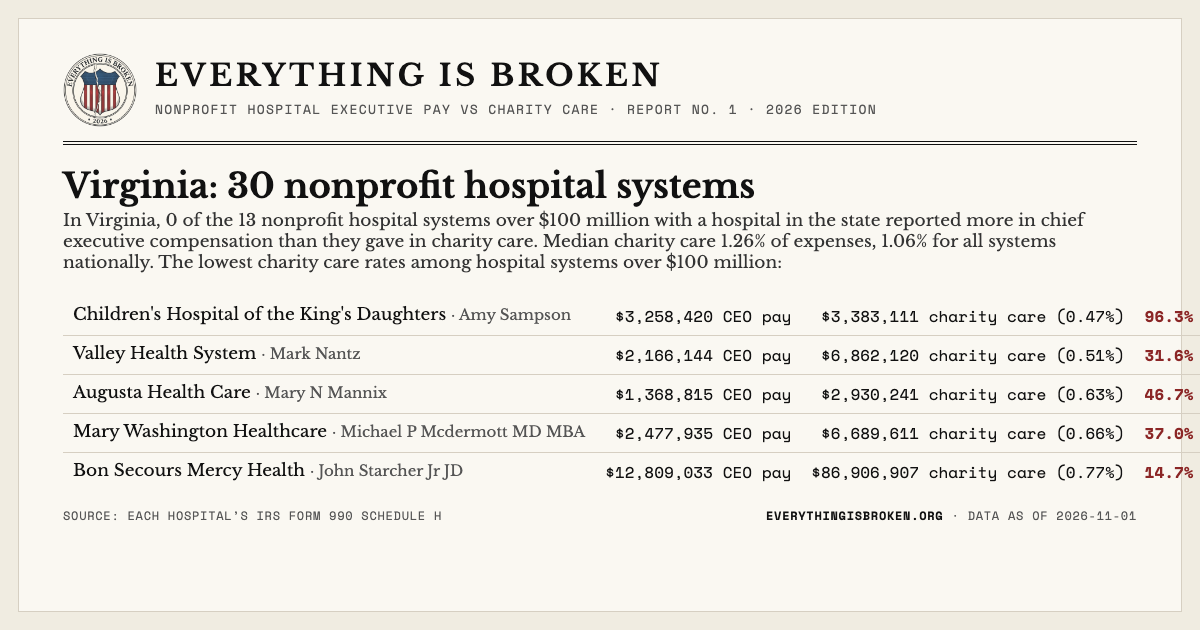 EVERYTHING IS BROKEN
2026
EVERYTHING IS BROKEN
NONPROFIT HOSPITAL EXECUTIVE PAY VS CHARITY CARE · REPORT NO. 1 · 2026 EDITION
Virginia: 30 nonprofit hospital systems
In Virginia, 0 of the 13 nonprofit hospital systems over $100 million with a hospital in the state reported more in chief
executive compensation than they gave in charity care. Median charity care 1.26% of expenses, 1.06% for all systems
nationally. The lowest charity care rates among hospital systems over $100 million:
Children's Hospital of the King's Daughters · Amy Sampson $3,258,420 CEO pay $3,383,111 charity care (0.47%) 96.3%
Valley Health System · Mark Nantz $2,166,144 CEO pay $6,862,120 charity care (0.51%) 31.6%
Augusta Health Care · Mary N Mannix $1,368,815 CEO pay $2,930,241 charity care (0.63%) 46.7%
Mary Washington Healthcare · Michael P Mcdermott MD MBA $2,477,935 CEO pay $6,689,611 charity care (0.66%) 37.0%
Bon Secours Mercy Health · John Starcher Jr JD $12,809,033 CEO pay $86,906,907 charity care (0.77%) 14.7%
SOURCE: EACH HOSPITAL'S IRS FORM 990 SCHEDULE H
EVERYTHINGISBROKEN.ORG · DATA AS OF 2026-11-01